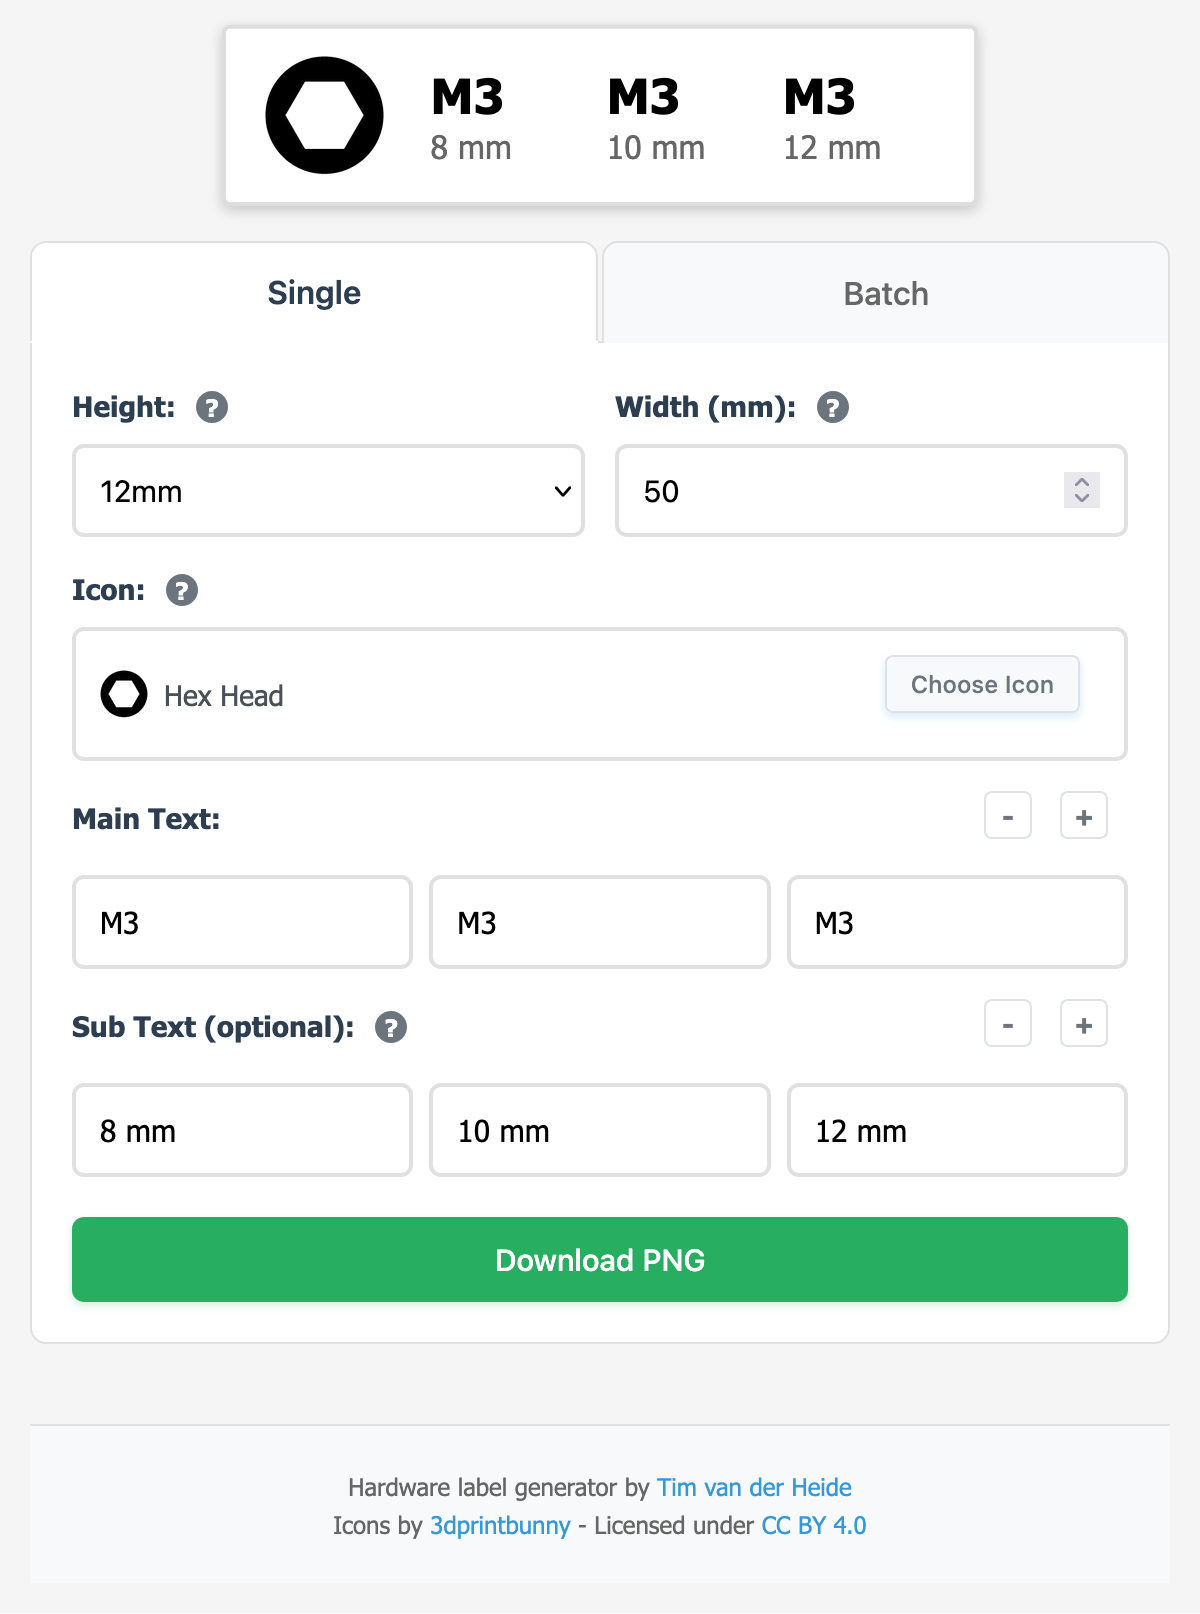 M3 M3 M3
8 mm 10 mm 12 mm
Single Batch
Height: ? Width (mm): ?
12mm 50
Icon: ?
Hex Head Choose Icon
Main Text: - +
M3 M3 M3
Sub Text (optional): ? - +
8 mm 10 mm 12 mm
Download PNG
Hardware label generator by Tim van der Heide
Icons by 3dprintbunny - Licensed under CC BY 4.0